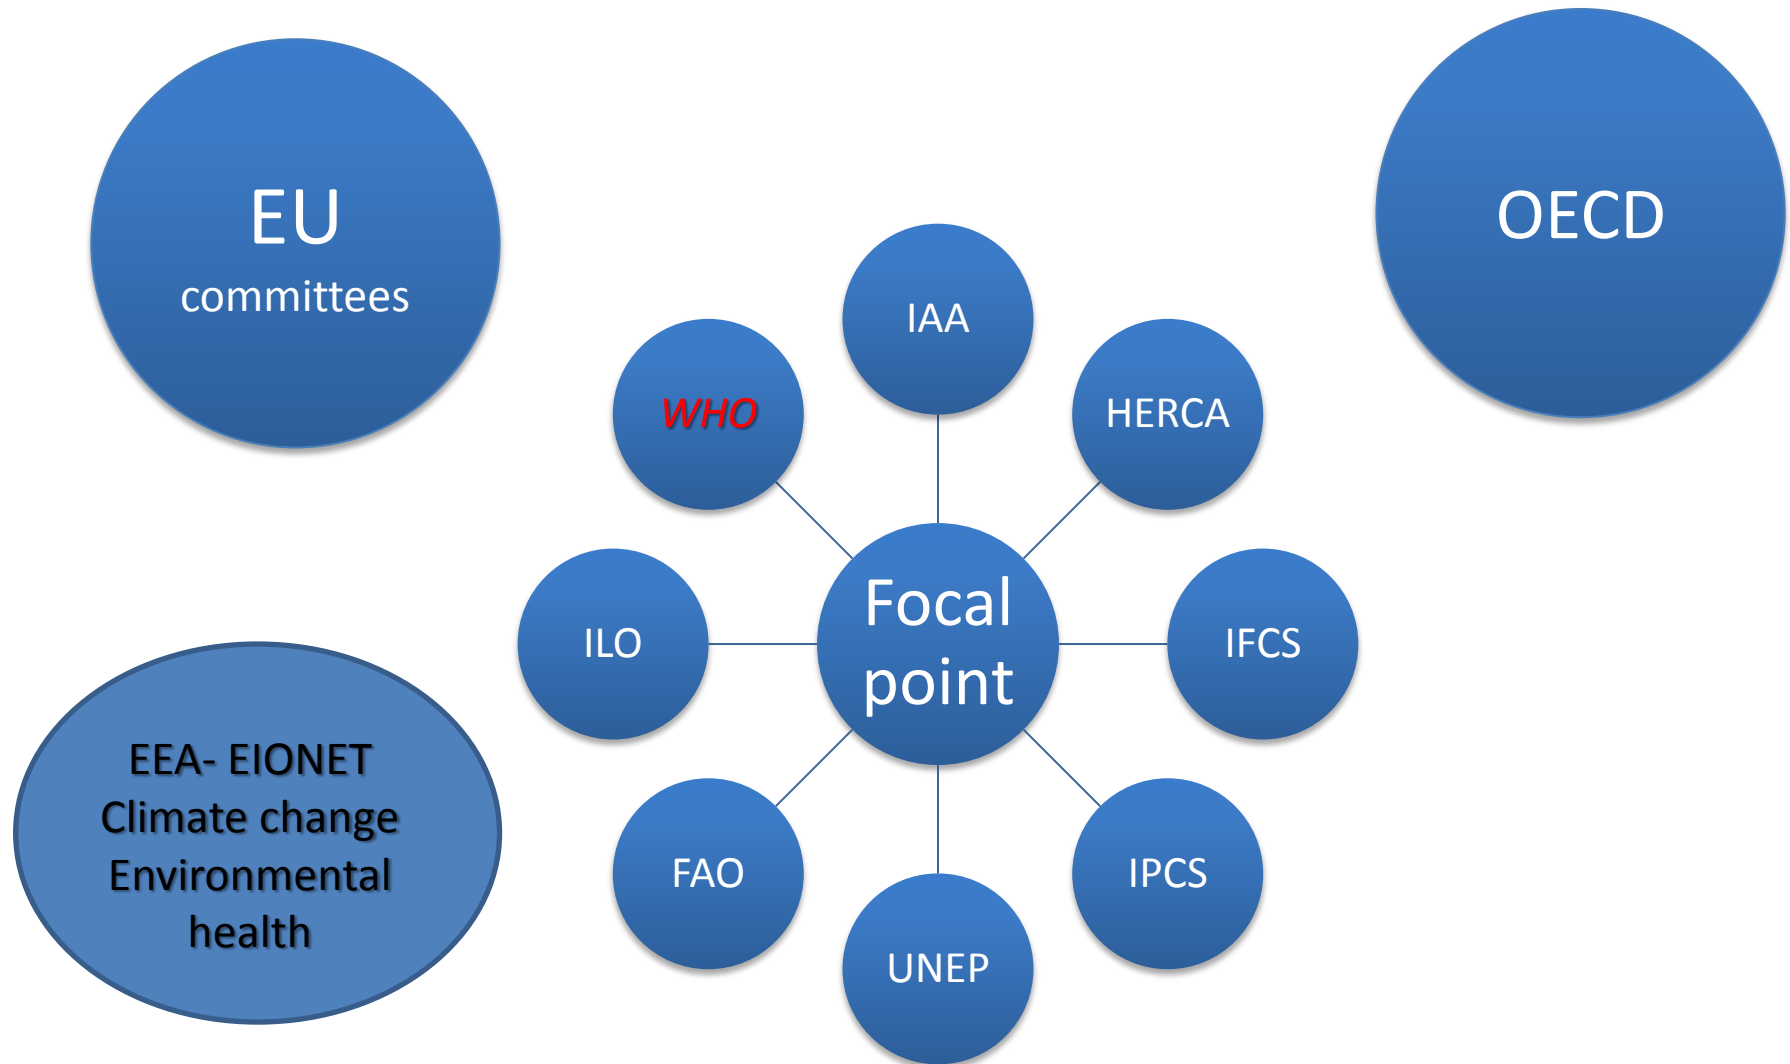 EU
committees
OECD
IAA
HERCA
WHO
Focal
point
ILO
IFCS
FAO
IPCS
UNEP
EEA- EIONET
Climate change
Environmental
health